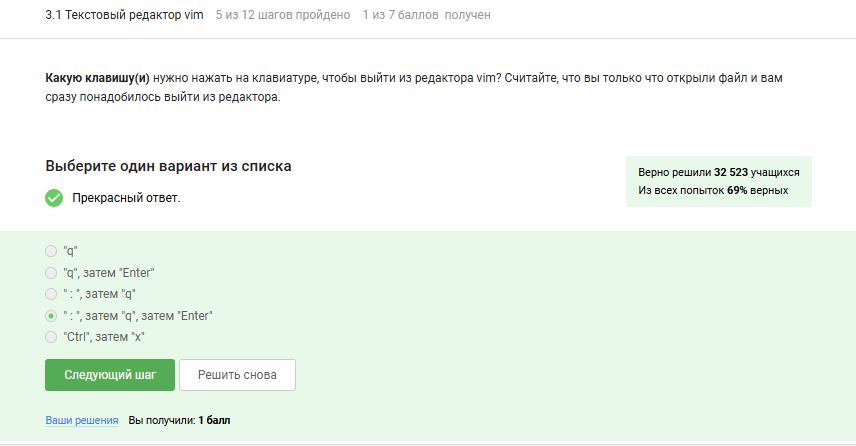 3.1 Текстовый редактор vim 5 из 12 шагов пройдено 1 из 7 баллов получен
Какую клавишу(и) нужно нажать на клавиатуре, чтобы выйти из редактора vim? Считайте, что вы только что открыли файл и вам
сразу понадобилось выйти из редактора.
Выберите один вариант из списка
Прекрасный ответ.
Верно решили 32 523 учащихся
Из всех попыток 69% верных
"q"
"q", затем "Enter"
" : ", затем "q"
" : ", затем "q", затем "Enter"
"Ctrl", затем "x"
Следующий шаг Решить снова
Ваши решения Вы получили: 1 балл